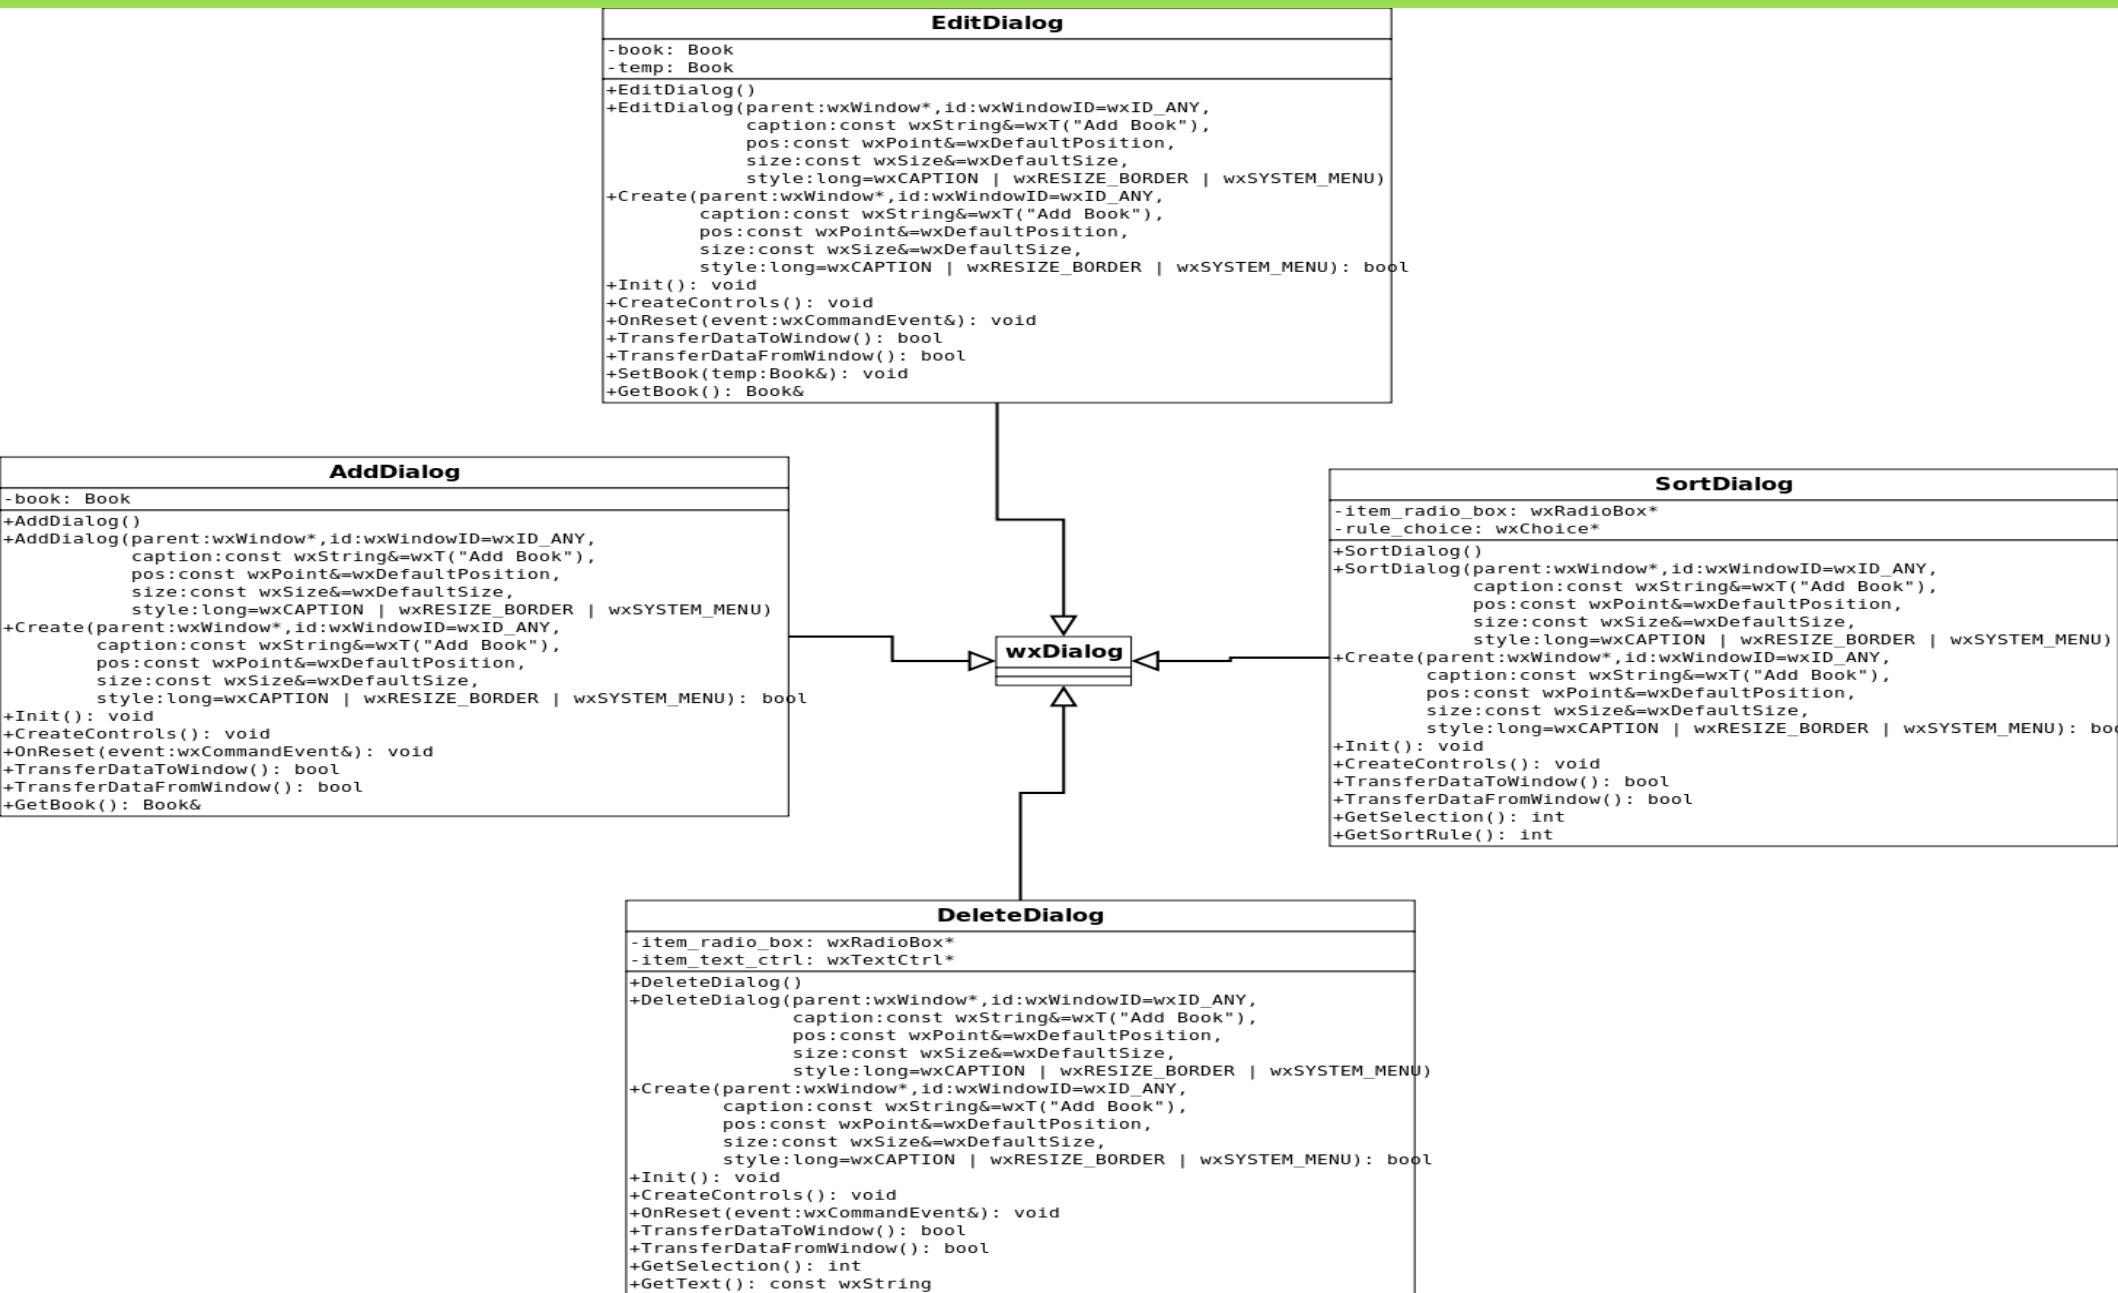 EditDialog
-book: Book
-temp: Book
+EditDialog()
+EditDialog(parent:wxWindow*,id:wxWindowID=wxID_ANY,
caption:const wxString&=wxT("Add Book"),
pos:const wxPoint&=wxDefaultPosition,
size:const wxSize&=wxDefaultSize,
style:long=wxCAPTION | wxRESIZE_BORDER | wxSYSTEM_MENU)
+Create(parent:wxWindow*,id:wxWindowID=wxID_ANY,
caption:const wxString&=wxT("Add Book"),
pos:const wxPoint&=wxDefaultPosition,
size:const wxSize&=wxDefaultSize,
style:long=wxCAPTION | wxRESIZE_BORDER | wxSYSTEM_MENU): bool
+Init(): void
+CreateControls(): void
+OnReset(event:wxCommandEvent&): void
+TransferDataToWindow(): bool
+TransferDataFromWindow(): bool
+SetBook(temp:Book&): void
+GetBook(): Book&
AddDialog
-book: Book
+AddDialog()
+AddDialog(parent:wxWindow*,id:wxWindowID=wxID_ANY,
caption:const wxString&=wxT("Add Book"),
pos:const wxPoint&=wxDefaultPosition,
size:const wxSize&=wxDefaultSize,
style:long=wxCAPTION | wxRESIZE_BORDER | wxSYSTEM_MENU)
+Create(parent:wxWindow*,id:wxWindowID=wxID_ANY,
caption:const wxString&=wxT("Add Book"),
pos:const wxPoint&=wxDefaultPosition,
size:const wxSize&=wxDefaultSize,
style:long=wxCAPTION | wxRESIZE_BORDER | wxSYSTEM_MENU): bool
+Init(): void
+CreateControls(): void
+OnReset(event:wxCommandEvent&): void
+TransferDataToWindow(): bool
+TransferDataFromWindow(): bool
+GetBook(): Book&
wxDialog
SortDialog
-item_radio_box: wxRadioBox*
-rule_choice: wxChoice*
+SortDialog()
+SortDialog(parent:wxWindow*,id:wxWindowID=wxID_ANY,
caption:const wxString&=wxT("Add Book"),
pos:const wxPoint&=wxDefaultPosition,
size:const wxSize&=wxDefaultSize,
style:long=wxCAPTION | wxRESIZE_BORDER | wxSYSTEM_MENU)
+Create(parent:wxWindow*,id:wxWindowID=wxID_ANY,
caption:const wxString&=wxT("Add Book"),
pos:const wxPoint&=wxDefaultPosition,
size:const wxSize&=wxDefaultSize,
style:long=wxCAPTION | wxRESIZE_BORDER | wxSYSTEM_MENU):
+Init(): void
+CreateControls(): void
+TransferDataToWindow(): bool
+TransferDataFromWindow(): bool
+GetSelection(): int
+GetSortRule(): int
DeleteDialog
-item_radio_box: wxRadioBox*
-item_text_ctrl: wxTextCtrl*
+DeleteDialog()
+DeleteDialog(parent:wxWindow*,id:wxWindowID=wxID_ANY,
caption:const wxString&=wxT("Add Book"),
pos:const wxPoint&=wxDefaultPosition,
size:const wxSize&=wxDefaultSize,
style:long=wxCAPTION | wxRESIZE_BORDER | wxSYSTEM_MENU)
+Create(parent:wxWindow*,id:wxWindowID=wxID_ANY,
caption:const wxString&=wxT("Add Book"),
pos:const wxPoint&=wxDefaultPosition,
size:const wxSize&=wxDefaultSize,
style:long=wxCAPTION | wxRESIZE_BORDER | wxSYSTEM_MENU): bool
+Init(): void
+CreateControls(): void
+OnReset(event:wxCommandEvent&): void
+TransferDataToWindow(): bool
+TransferDataFromWindow(): bool
+GetSelection(): int
+GetText(): const wxString